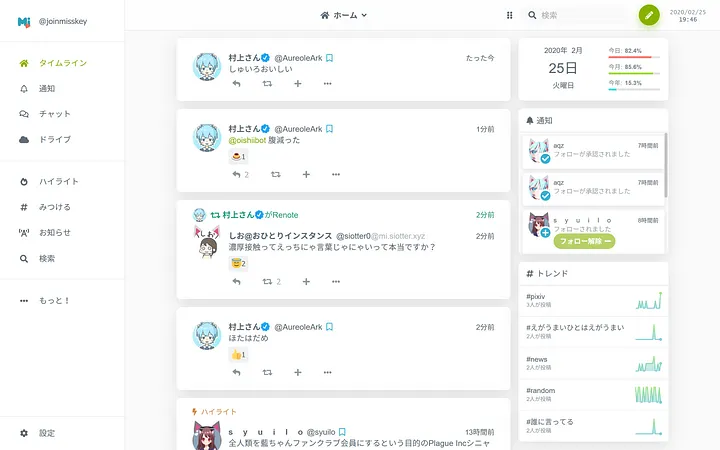 @joinmisskey
タイムライン
通知
チャット
ドライブ
ハイライト
みつける
お知らせ
検索
もっと！
設定
ホーム
検索
2020/02/25
19:46
村上さん @AureoleArk
たった今
しゅいろおいしい
村上さん @AureoleArk
1分前
@oishiibot 腹減った
1
2
村上さんがRenote
2分前
しお@おひとりインスタンス @siotter0@mi.siotter.xyz
2分前
濃厚接触ってえっちにゃ言葉じゃにゃいって本当ですか？
2
2
村上さん @AureoleArk
2分前
ほたはだめ
1
ハイライト
ｓｙｕｉｌｏ @syuilo
13時間前
全人類を藍ちゃんファンクラブ会員にするという目的のPlague Incシニャ
2020年 2月
25日
火曜日
今日: 82.4%
今月: 85.6%
今年: 15.3%
通知
aqz
7時間前
フォローが承認されました
aqz
7時間前
フォローが承認されました
ｓｙｕｉｌｏ
8時間前
フォローされました
フォロー解除
トレンド
#pixiv
3人が投稿
#えがうまいひとはえがうまい
2人が投稿
#news
2人が投稿
#random
2人が投稿
#誰に言ってる
2人が投稿